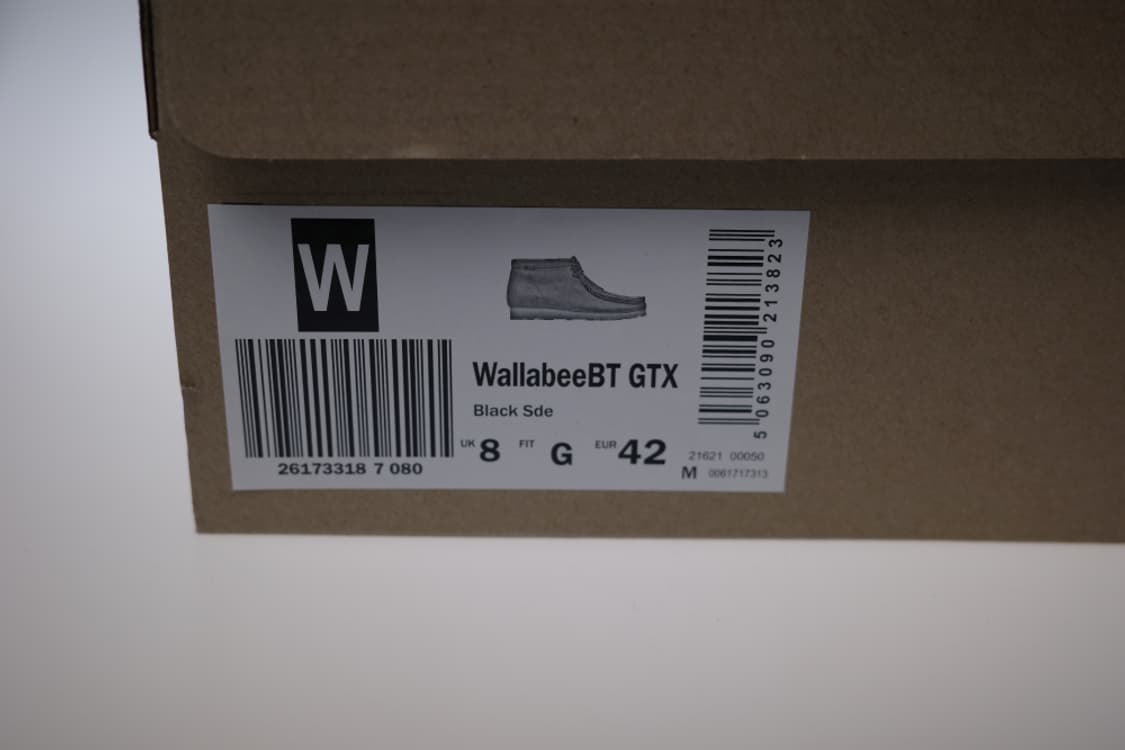 W
26173318 7 080
WallabeeBT GTX
Black Sde
UK 8 FIT G EUR 42
5 063090 213823
21621 00050
M 0061717313